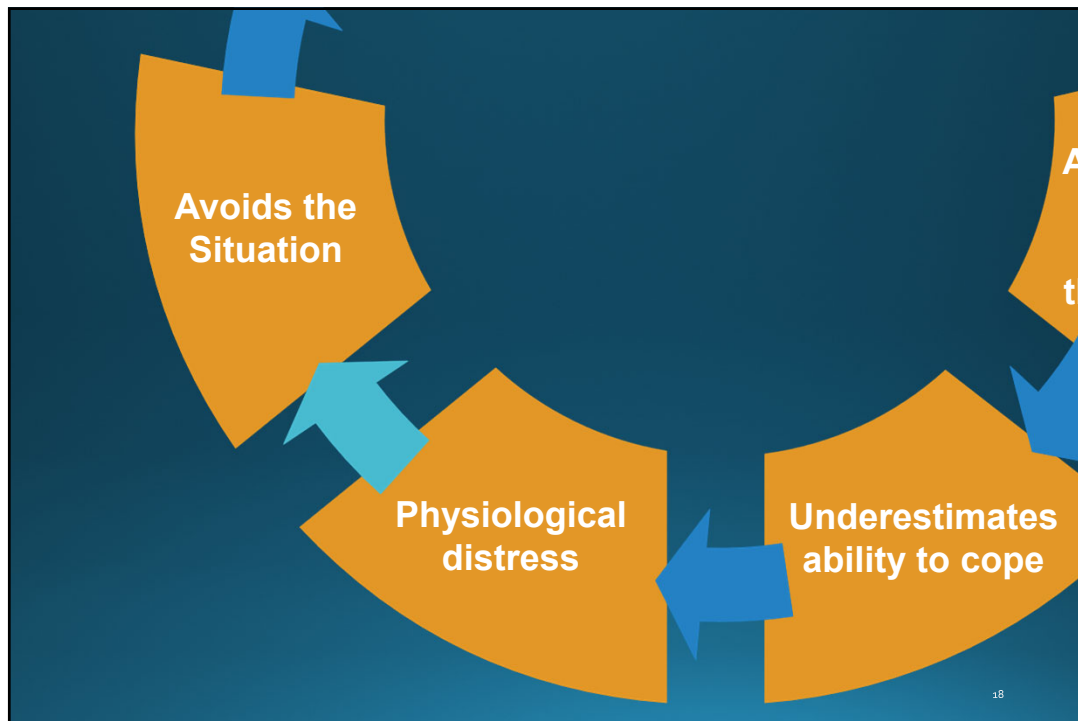 Avoids the
Situation
Physiological
distress
Underestimates
ability to cope
18